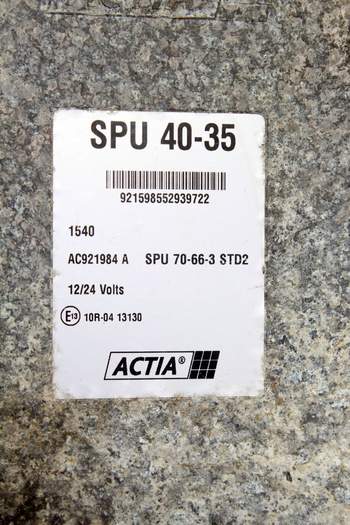 SPU 40-35
921598552939722
1540
AC921984 A SPU 70-66-3 STD2
12/24 Volts
E13 10R-04 13130
ACTIA®